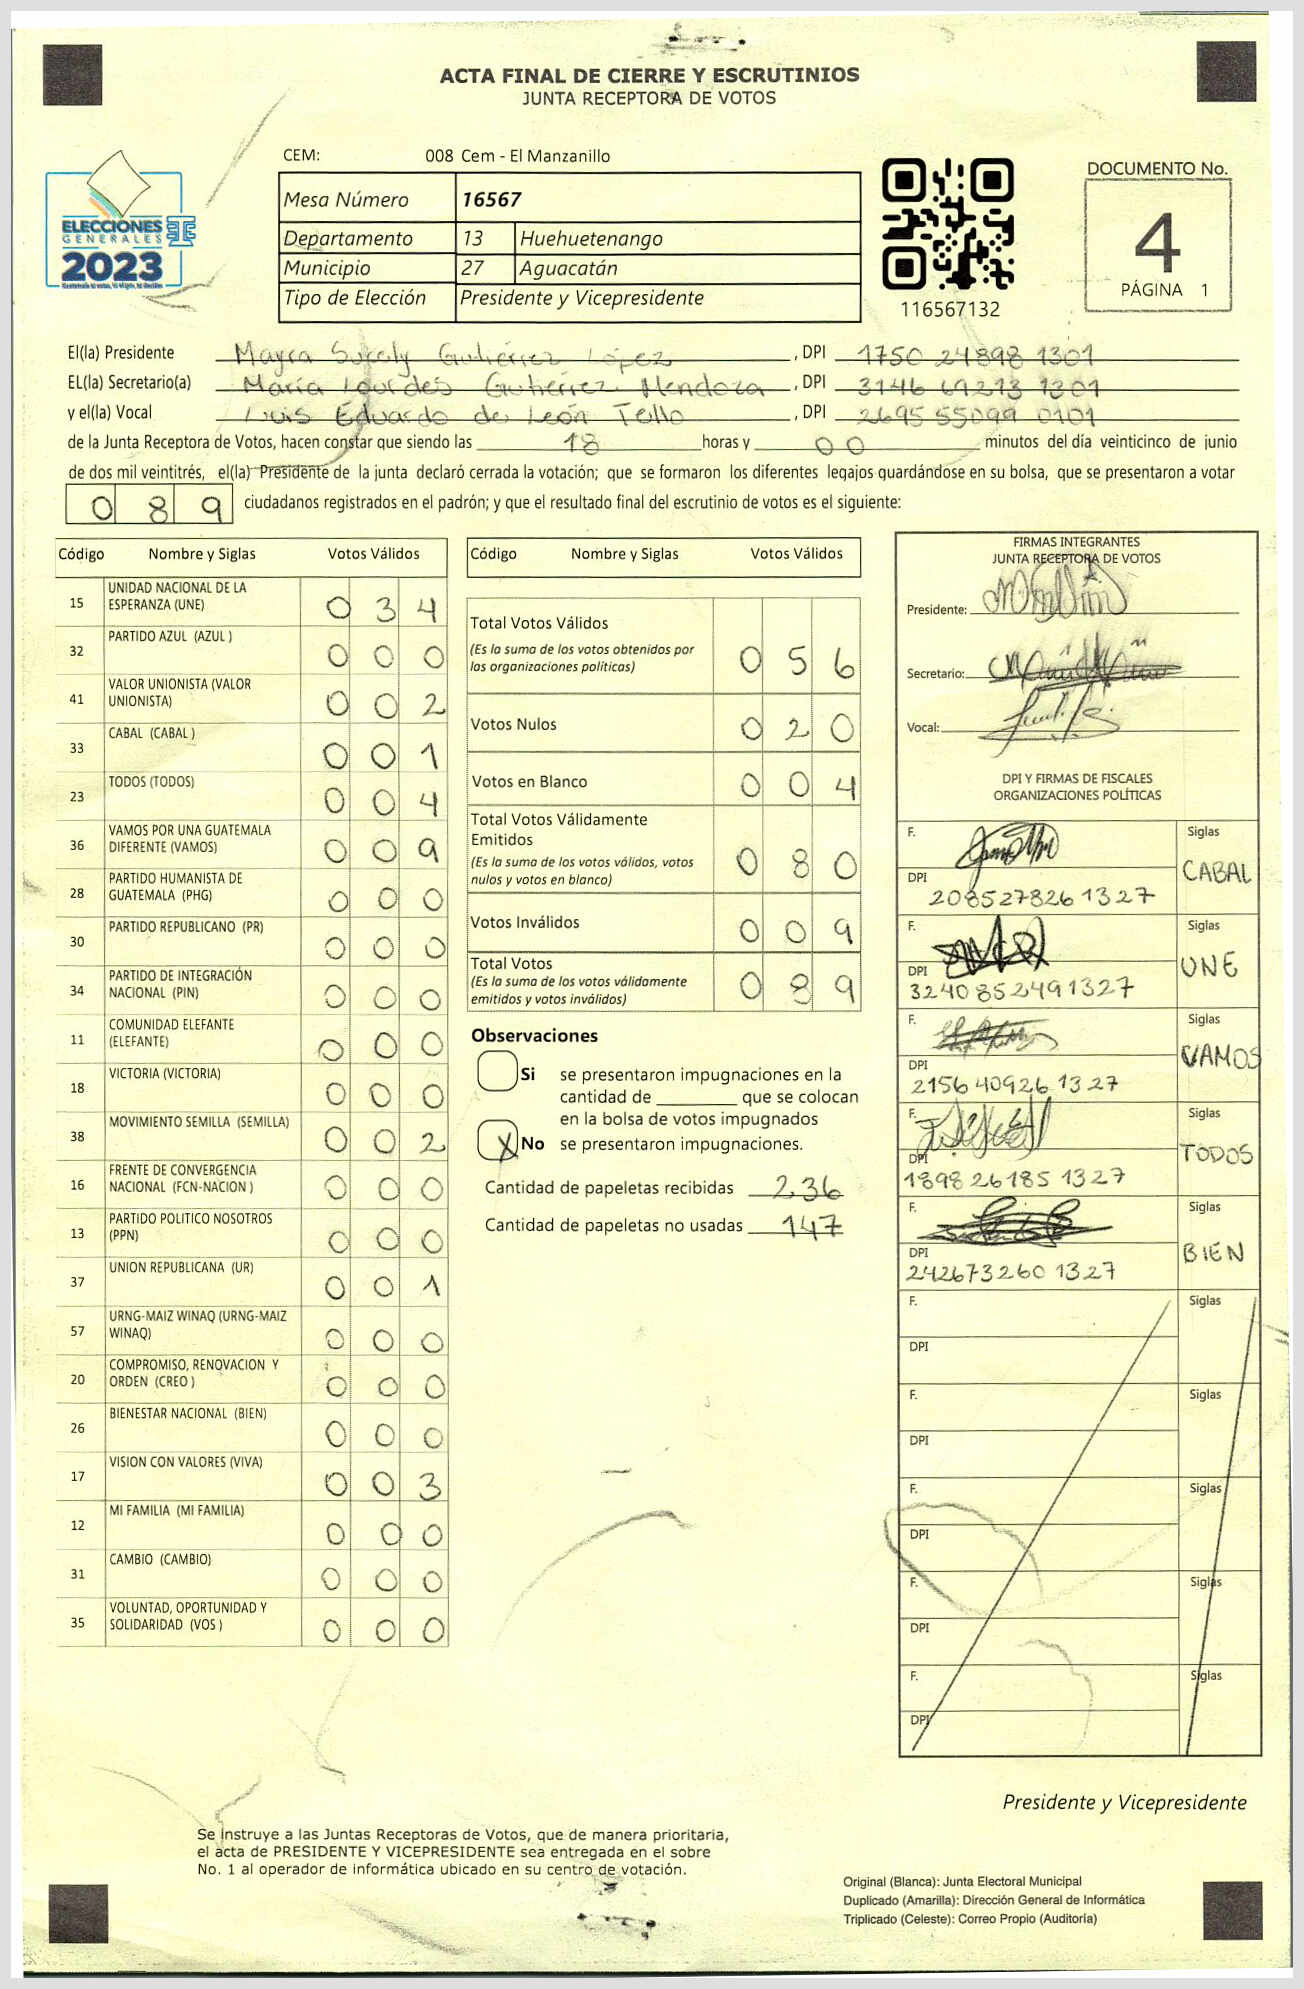 ACTA FINAL DE CIERRE Y ESCRUTINIOS
JUNTA RECEPTORA DE VOTOS
CEM: 008 Cem - El Manzanillo
ELECCIONES
GENERALES
2023
Mesa Número 16567
Departamento 13 Huehuetenango
Municipio 27 Aguacatán
Tipo de Elección Presidente y Vicepresidente
116567132
DOCUMENTO No.
4
PÁGINA 1
El(la) Presidente Mayra Sucely Gutiérrez López, DPI 1750 24898 1301
EL(la) Secretario(a) María Lourdes Gutiérrez Mendoza, DPI 3146 69213 1301
y el(la) Vocal Luis Eduardo de León Tello, DPI 2695 55099 0101
de la Junta Receptora de Votos, hacen constar que siendo las 18 horas y 00 minutos del día veinticinco de junio
de dos mil veintitrés, el(la) Presidente de la junta declaró cerrada la votación; que se formaron los diferentes legajos quardándose en su bolsa, que se presentaron a votar
0 8 9 ciudadanos registrados en el padrón; y que el resultado final del escrutinio de votos es el siguiente:
Código Nombre y Siglas Votos Válidos
15 UNIDAD NACIONAL DE LA ESPERANZA (UNE) 0 3 4
32 PARTIDO AZUL (AZUL ) 0 0 0
41 VALOR UNIONISTA (VALOR UNIONISTA) 0 0 2
33 CABAL (CABAL ) 0 0 1
23 TODOS (TODOS) 0 0 4
36 VAMOS POR UNA GUATEMALA DIFERENTE (VAMOS) 0 0 9
28 PARTIDO HUMANISTA DE GUATEMALA (PHG) 0 0 0
30 PARTIDO REPUBLICANO (PR) 0 0 0
34 PARTIDO DE INTEGRACIÓN NACIONAL (PIN) 0 0 0
11 COMUNIDAD ELEFANTE (ELEFANTE) 0 0 0
18 VICTORIA (VICTORIA) 0 0 0
38 MOVIMIENTO SEMILLA (SEMILLA) 0 0 2
16 FRENTE DE CONVERGENCIA NACIONAL (FCN-NACION ) 0 0 0
13 PARTIDO POLITICO NOSOTROS (PPN) 0 0 0
37 UNION REPUBLICANA (UR) 0 0 1
57 URNG-MAIZ WINAQ (URNG-MAIZ WINAQ) 0 0 0
20 COMPROMISO, RENOVACION Y ORDEN (CREO ) 0 0 0
26 BIENESTAR NACIONAL (BIEN) 0 0 0
17 VISION CON VALORES (VIVA) 0 0 3
12 MI FAMILIA (MI FAMILIA) 0 0 0
31 CAMBIO (CAMBIO) 0 0 0
35 VOLUNTAD, OPORTUNIDAD Y SOLIDARIDAD (VOS ) 0 0 0
Código Nombre y Siglas Votos Válidos
Total Votos Válidos
(Es la suma de los votos obtenidos por
las organizaciones políticas) 0 5 6
Votos Nulos 0 2 0
Votos en Blanco 0 0 4
Total Votos Válidamente
Emitidos
(Es la suma de los votos válidos, votos
nulos y votos en blanco) 0 8 0
Votos Inválidos 0 0 9
Total Votos
(Es la suma de los votos válidamente
emitidos y votos inválidos) 0 8 9
Observaciones
Si se presentaron impugnaciones en la
cantidad de ________ que se colocan
en la bolsa de votos impugnados
X No se presentaron impugnaciones.
Cantidad de papeletas recibidas 236
Cantidad de papeletas no usadas 147
FIRMAS INTEGRANTES
JUNTA RECEPTORA DE VOTOS
Presidente:
Secretario:
Vocal:
DPI Y FIRMAS DE FISCALES
ORGANIZACIONES POLÍTICAS
F. Siglas
CABAL
DPI
208527826 1327
F. Siglas
UNE
DPI
3240852491327
F. Siglas
VAMOS
DPI
2156 40926 1327
F. Siglas
TODOS
DPI
1898 26185 1327
F. Siglas
BIEN
DPI
242673260 1327
F. Siglas
DPI
F. Siglas
DPI
F. Siglas
DPI
F. Siglas
DPI
F. Siglas
DPI
Presidente y Vicepresidente
Se instruye a las Juntas Receptoras de Votos, que de manera prioritaria,
el acta de PRESIDENTE Y VICEPRESIDENTE sea entregada en el sobre
No. 1 al operador de informática ubicado en su centro de votación.
Original (Blanca): Junta Electoral Municipal
Duplicado (Amarilla): Dirección General de Informática
Triplicado (Celeste): Correo Propio (Auditoría)